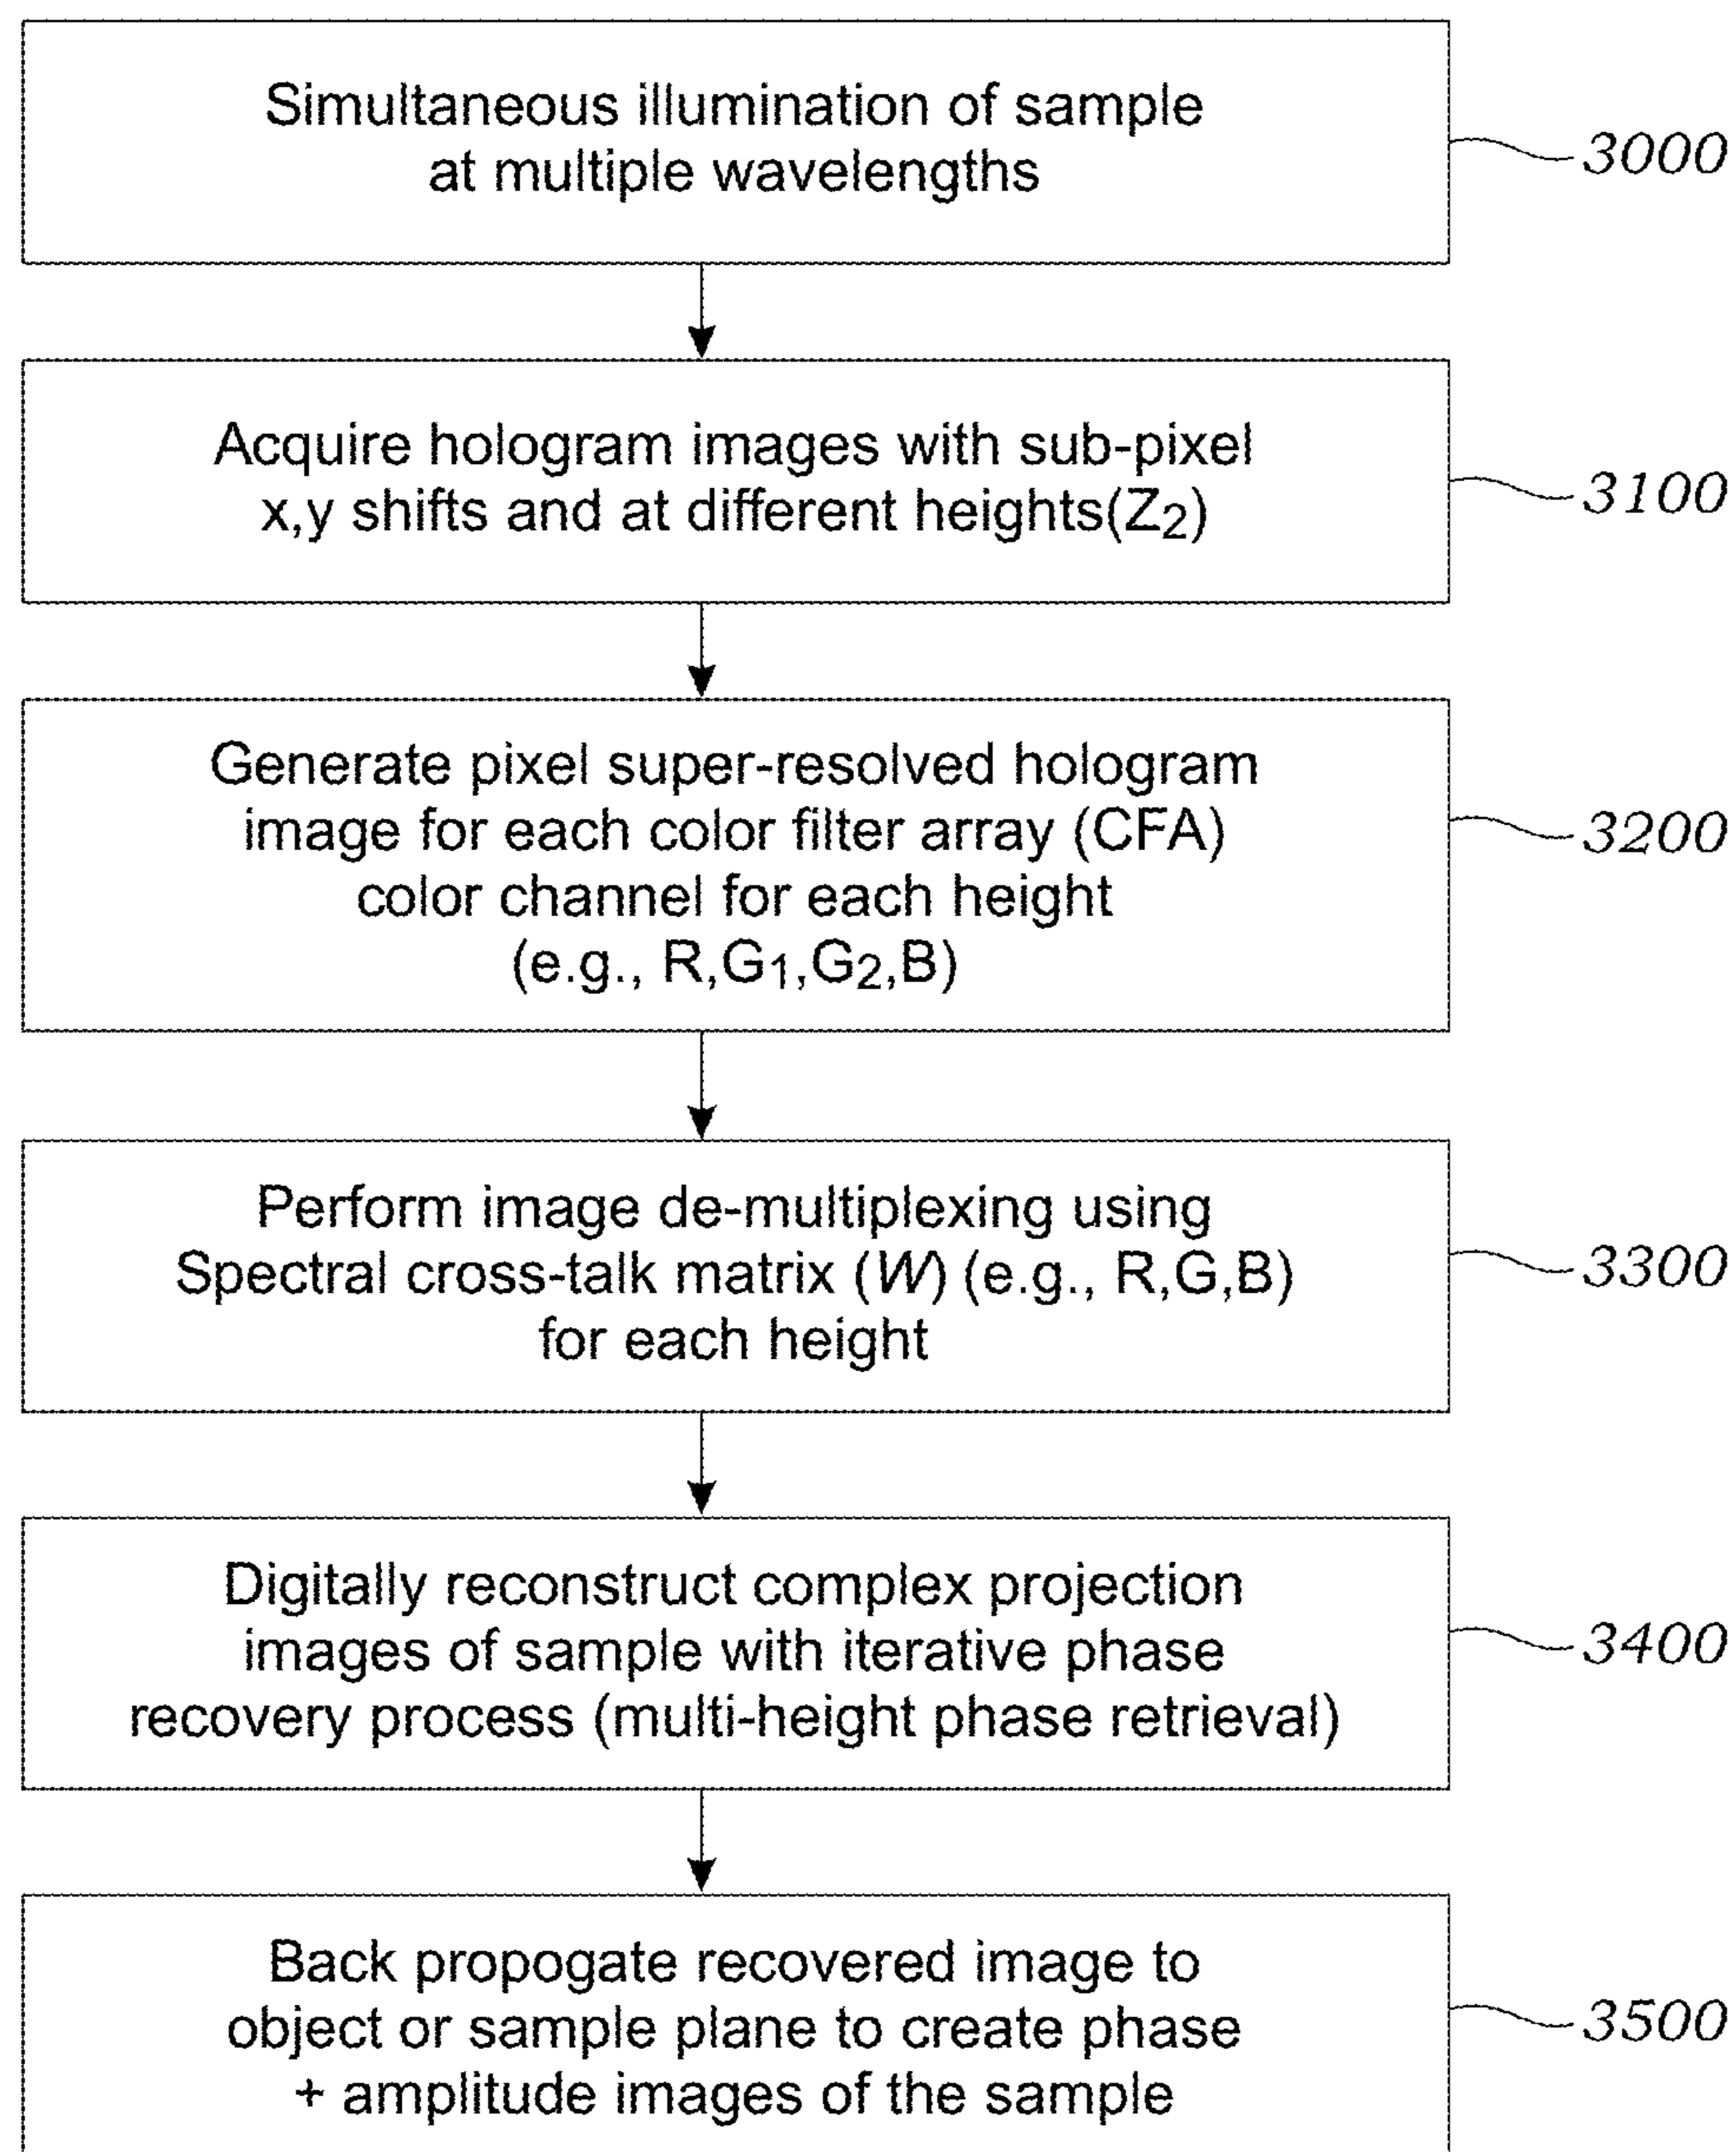 Simultaneous illumination of sample
at multiple wavelengths
3000
Acquire hologram images with sub-pixel
x,y shifts and at different heights(Z2)
3100
Generate pixel super-resolved hologram
image for each color filter array (CFA)
color channel for each height
(e.g., R,G1,G2,B)
3200
Perform image de-multiplexing using
Spectral cross-talk matrix (W) (e.g., R,G,B)
for each height
3300
Digitally reconstruct complex projection
images of sample with iterative phase
recovery process (multi-height phase retrieval)
3400
Back propogate recovered image to
object or sample plane to create phase
+ amplitude images of the sample
3500